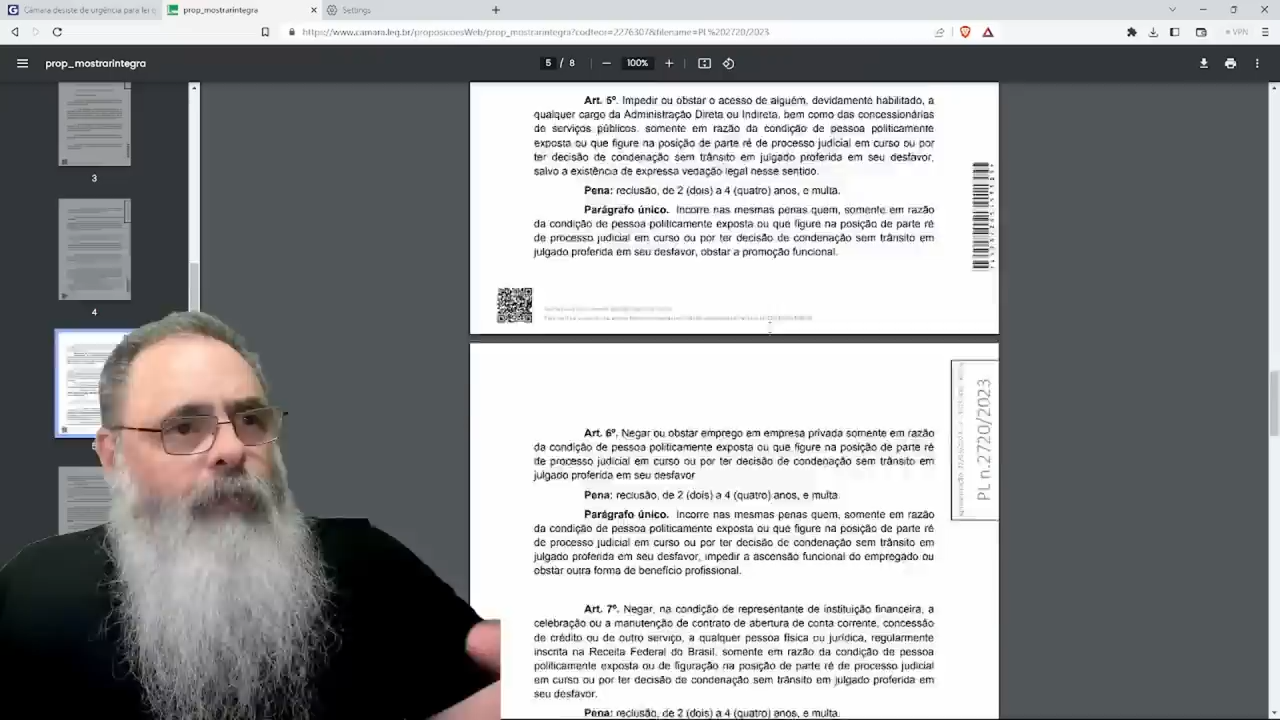 Câmara desiste de urgência para lei q
prop_mostrarintegra
Settings
https://www.camara.leg.br/proposicoesWeb/prop_mostrarintegra?codteor=2276307&filename=PL%202720/2023
VPN
prop_mostrarintegra
5 / 8
100%
3
4
Art. 5º. Impedir ou obstar o acesso de alguém, devidamente habilitado, a
qualquer cargo da Administração Direta ou Indireta, bem como das concessionárias
de serviços públicos, somente em razão da condição de pessoa politicamente
exposta ou que figure na posição de parte ré de processo judicial em curso ou por
ter decisão de condenação sem trânsito em julgado proferida em seu desfavor,
salvo a existência de expressa vedação legal nesse sentido.
Pena: reclusão, de 2 (dois) a 4 (quatro) anos, e multa.
Parágrafo único. Incorre nas mesmas penas quem, somente em razão
da condição de pessoa politicamente exposta ou que figure na posição de parte ré
de processo judicial em curso ou por ter decisão de condenação sem trânsito em
julgado proferida em seu desfavor, obstar a promoção funcional.
PL n.2720/2023
Art. 6º. Negar ou obstar emprego em empresa privada somente em razão
da condição de pessoa politicamente exposta ou que figure na posição de parte ré
de processo judicial em curso ou por ter decisão de condenação sem trânsito em
julgado proferida em seu desfavor
Pena: reclusão, de 2 (dois) a 4 (quatro) anos, e multa.
Parágrafo único. Incorre nas mesmas penas quem, somente em razão
da condição de pessoa politicamente exposta ou que figure na posição de parte ré
de processo judicial em curso ou por ter decisão de condenação sem trânsito em
julgado proferida em seu desfavor, impedir a ascensão funcional do empregado ou
obstar outra forma de benefício profissional.
Art. 7º. Negar, na condição de representante de instituição financeira, a
celebração ou a manutenção de contrato de abertura de conta corrente, concessão
de crédito ou de outro serviço, a qualquer pessoa física ou jurídica, regularmente
inscrita na Receita Federal do Brasil, somente em razão da condição de pessoa
politicamente exposta ou de figuração na posição de parte ré de processo judicial
em curso ou por ter decisão de condenação sem trânsito em julgado proferida em
seu desfavor.
Pena: reclusão, de 2 (dois) a 4 (quatro) anos, e multa.